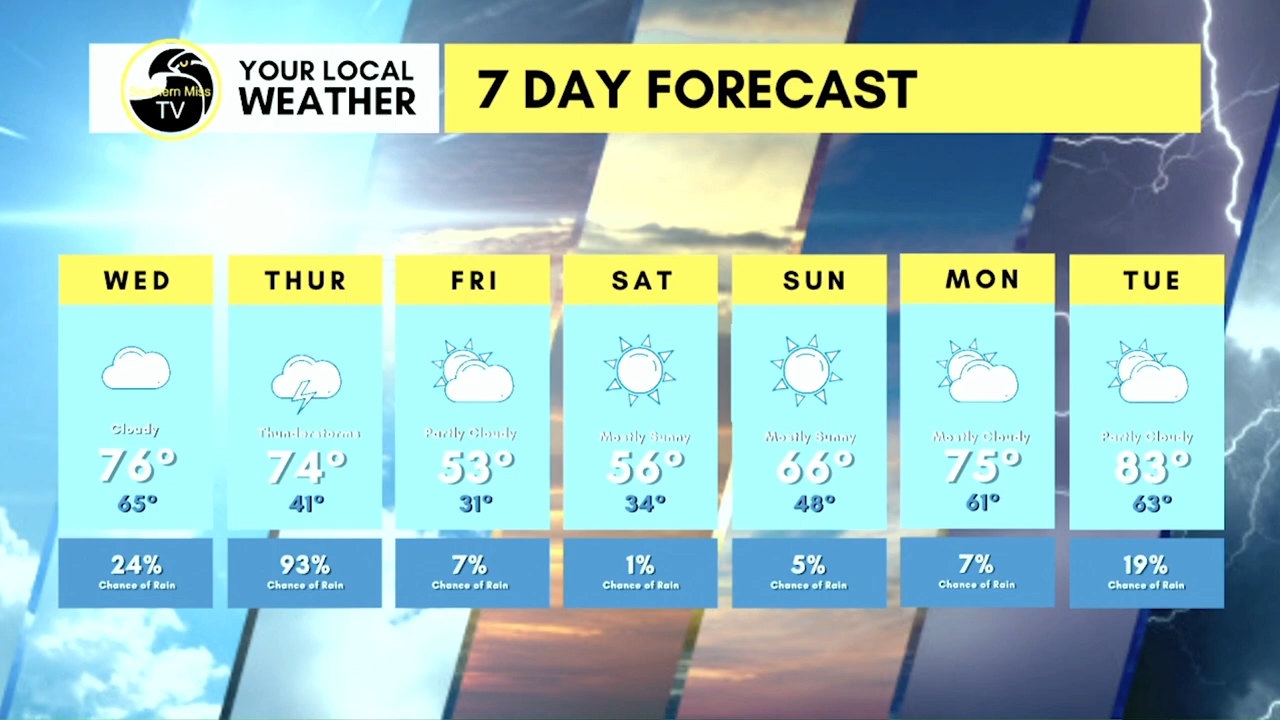 YOUR LOCAL
WEATHER
Southern Miss
TV
7 DAY FORECAST
WED
Cloudy
76°
65°
24%
Chance of Rain
THUR
Thunderstorms
74°
41°
93%
Chance of Rain
FRI
Partly Cloudy
53°
31°
7%
Chance of Rain
SAT
Mostly Sunny
56°
34°
1%
Chance of Rain
SUN
Mostly Sunny
66°
48°
5%
Chance of Rain
MON
Mostly Cloudy
75°
61°
7%
Chance of Rain
TUE
Partly Cloudy
83°
63°
19%
Chance of Rain